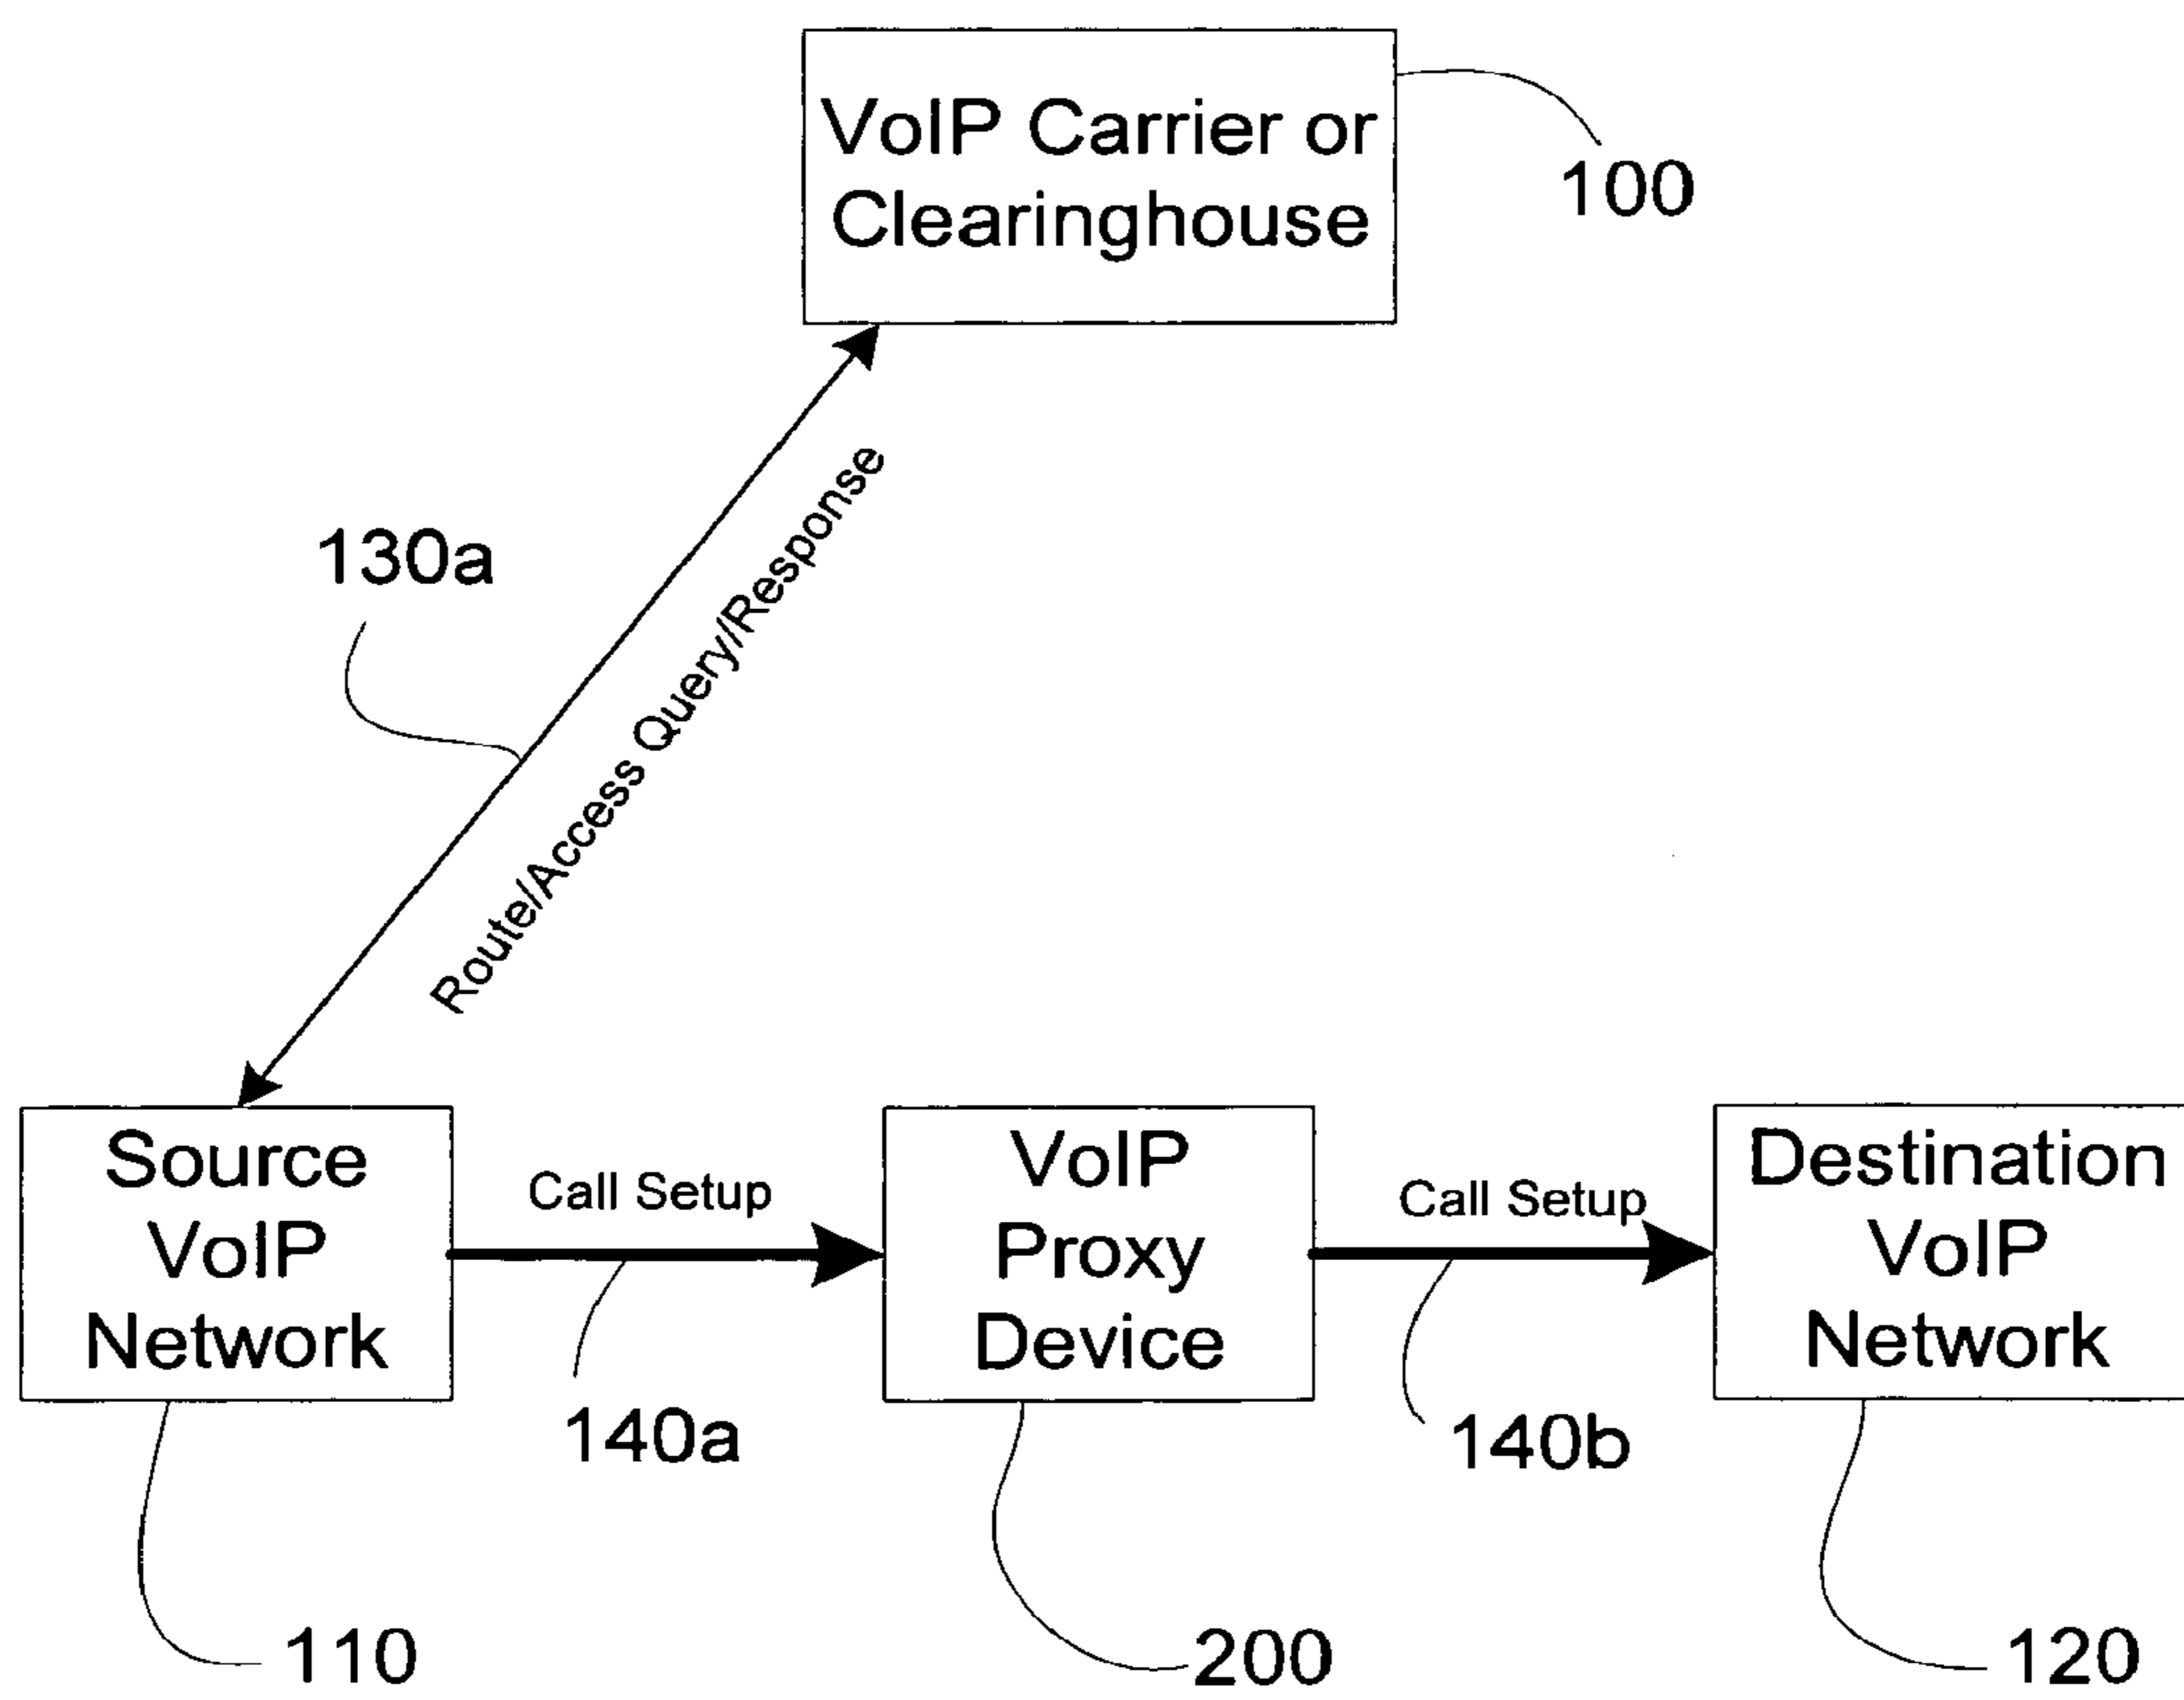 VoIP Carrier or
Clearinghouse
100
130a
Route/Access Query/Response
Source
VoIP
Network
Call Setup
VoIP
Proxy
Device
Call Setup
Destination
VoIP
Network
140a
140b
110
200
120